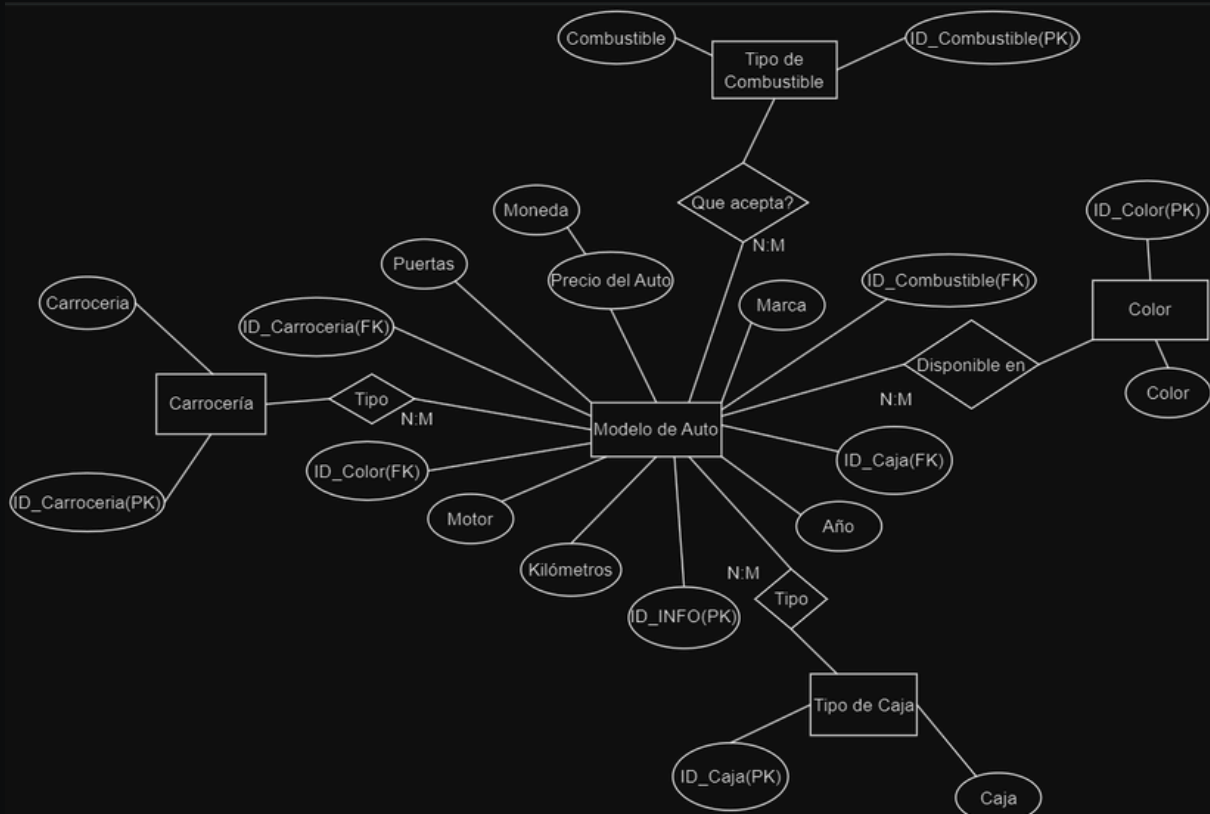 Combustible
ID_Combustible(PK)
Tipo de
Combustible
Que acepta?
N:M
Moneda
ID_Color(PK)
Puertas
Precio del Auto
ID_Combustible(FK)
Carroceria
ID_Carroceria(FK)
Marca
Color
Disponible en
N:M
Color
Carrocería
Tipo
N:M
Modelo de Auto
ID_Color(FK)
ID_Caja(FK)
ID_Carroceria(PK)
Motor
Año
Kilómetros
N:M
Tipo
ID_INFO(PK)
Tipo de Caja
ID_Caja(PK)
Caja